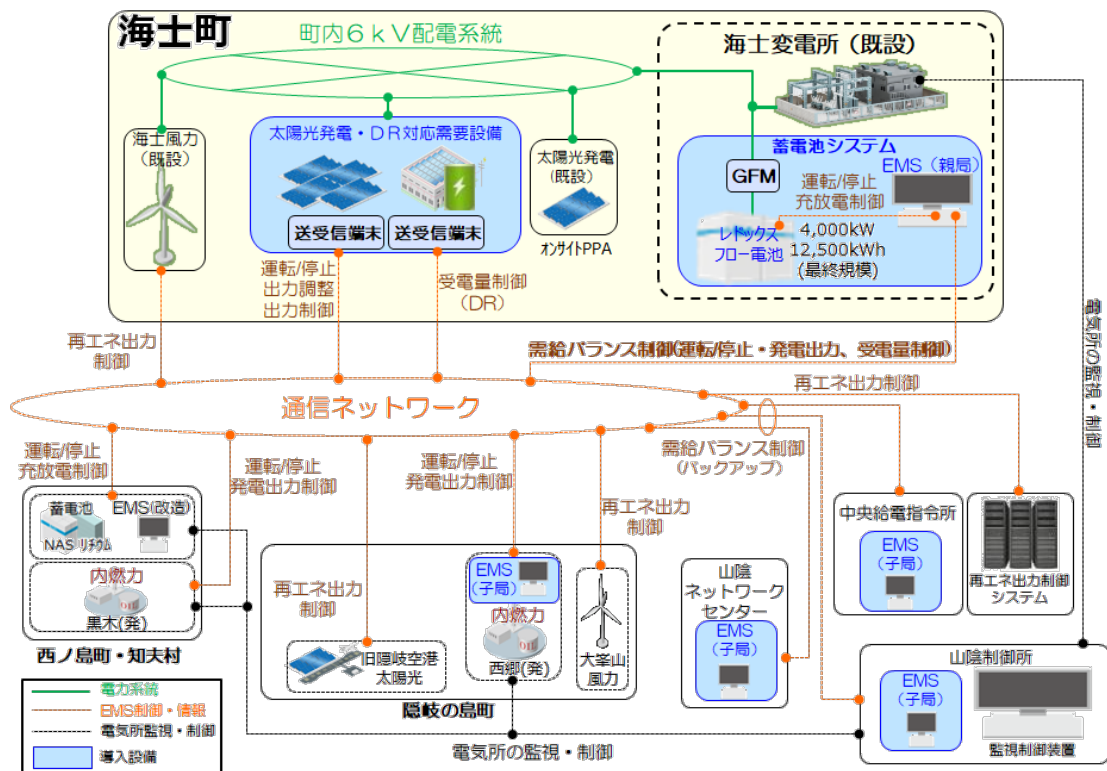 海士町
町内6kV配電系統
海士変電所（既設）
海士風力
（既設）
太陽光発電・DR対応需要設備
送受信端末
送受信端末
太陽光発電
（既設）
オンサイトPPA
蓄電池システム
GFM
運転/停止
充放電制御
EMS（親局）
レドックス
フロー電池
4,000kW
12,500kWh
(最終規模)
運転/停止
出力調整
出力制御
受電量制御
（DR）
再エネ出力
制御
需給バランス制御(運転/停止・発電出力、受電量制御)
電気所の監視・制御
再エネ出力制御
通信ネットワーク
運転/停止
充放電制御
運転/停止
発電出力制御
運転/停止
発電出力制御
需給バランス制御
(バックアップ)
再エネ出力
制御
再エネ出力
制御
蓄電池
NAS リチウム
EMS(改造)
内燃力
黒木(発)
西ノ島町・知夫村
旧隠岐空港
太陽光
EMS
(子局)
内燃力
西郷(発)
大峯山
風力
隠岐の島町
山陰
ネットワーク
センター
EMS
(子局)
中央給電指令所
EMS
(子局)
再エネ出力制御
システム
山陰制御所
EMS
(子局)
監視制御装置
電気所の監視・制御
電力系統
EMS制御・情報
電気所監視・制御
導入設備